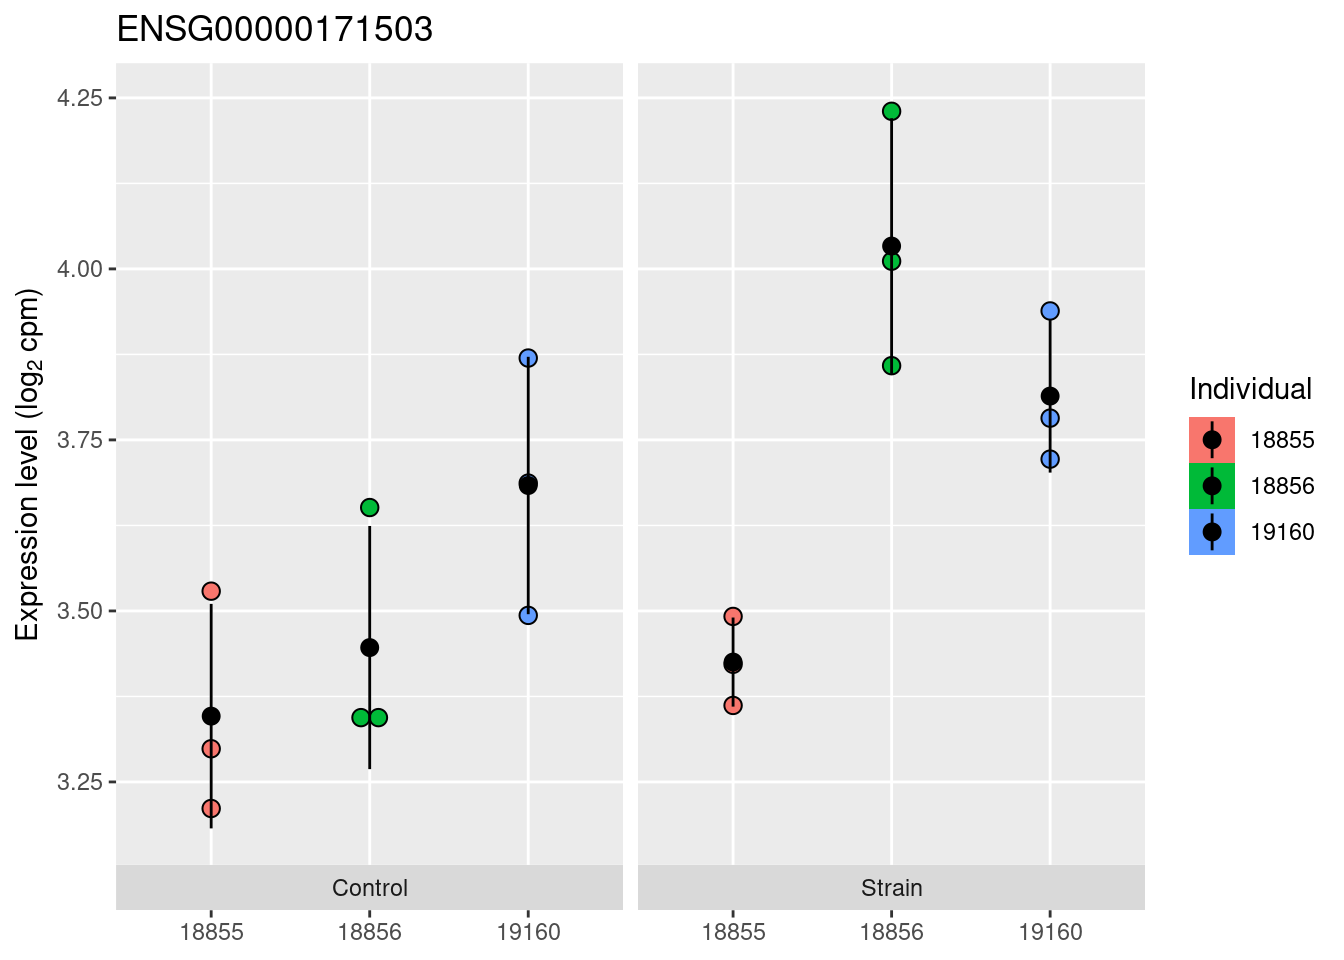 ENSG00000171503
Expression level (log₂ cpm)
4.25
4.00
3.75
3.50
3.25
Control
Strain
18855
18856
19160
18855
18856
19160
Individual
18855
18856
19160